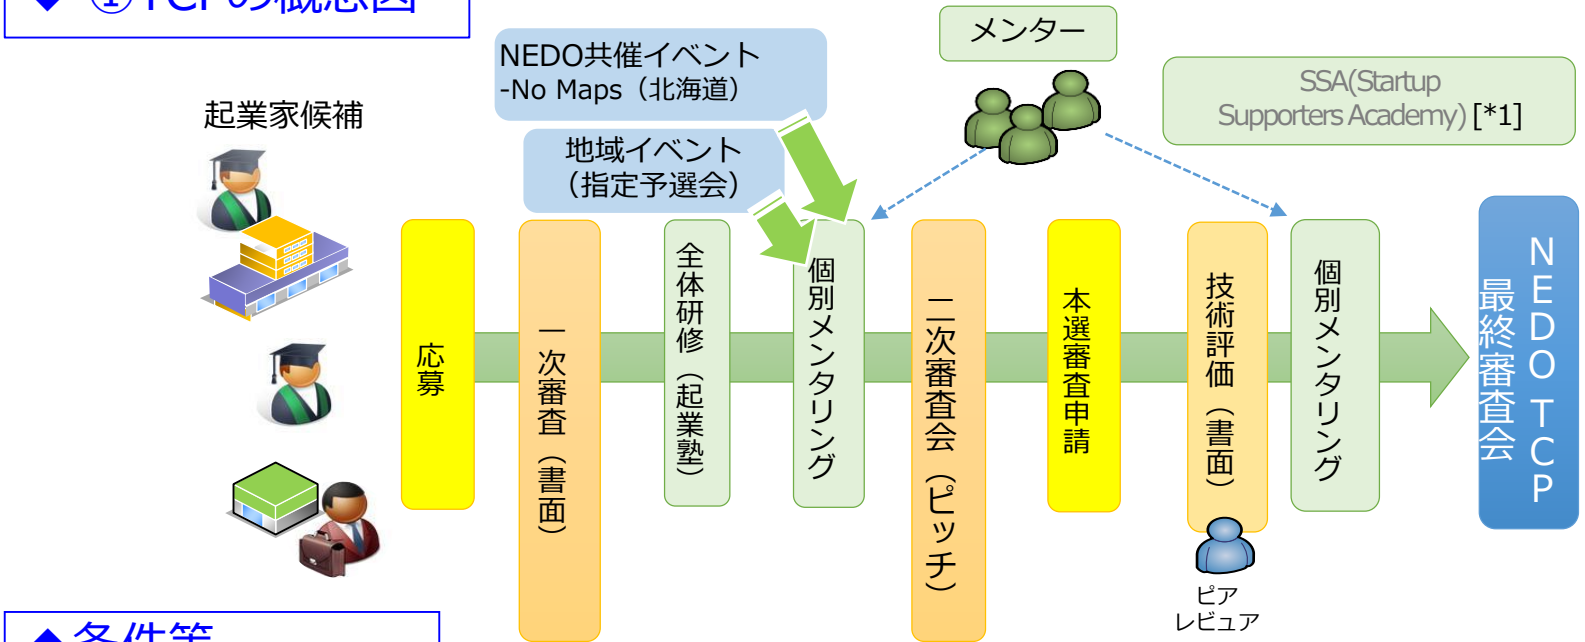 ◆ ①TCPの概念図
メンター
NEDO共催イベント
-No Maps（北海道）
SSA(Startup
Supporters Academy) [*1]
起業家候補
地域イベント
（指定予選会）
応募
一次審査（書面）
全体研修（起業塾）
個別メンタリング
二次審査会（ピッチ）
本選審査申請
技術評価（書面）
個別メンタリング
NEDO TCP
最終審査会
ピア
レビュア
◆条件等